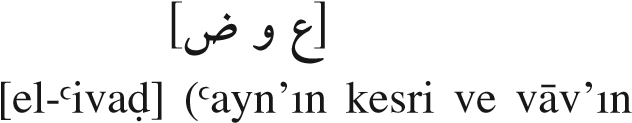 [ع و ض]
[el-ʿivaḍ] (ʿayn’ın kesri ve vāv’ın